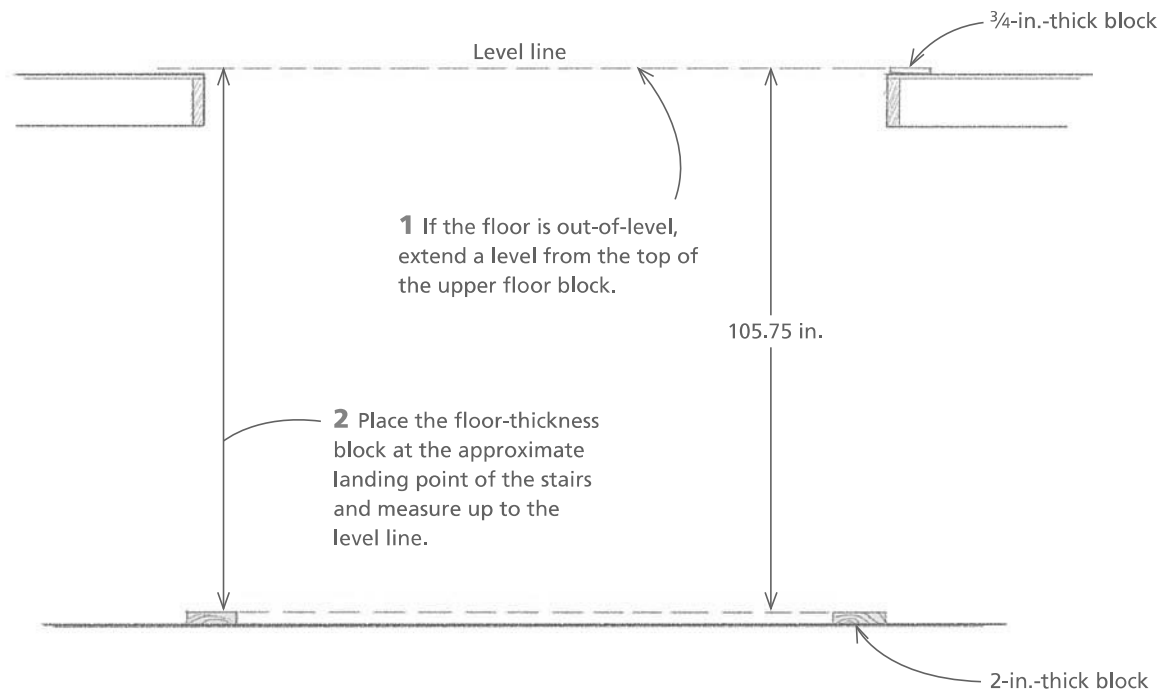 ¾-in.-thick block
Level line
1 If the floor is out-of-level,
extend a level from the top of
the upper floor block.
105.75 in.
2 Place the floor-thickness
block at the approximate
landing point of the stairs
and measure up to the
level line.
2-in.-thick block